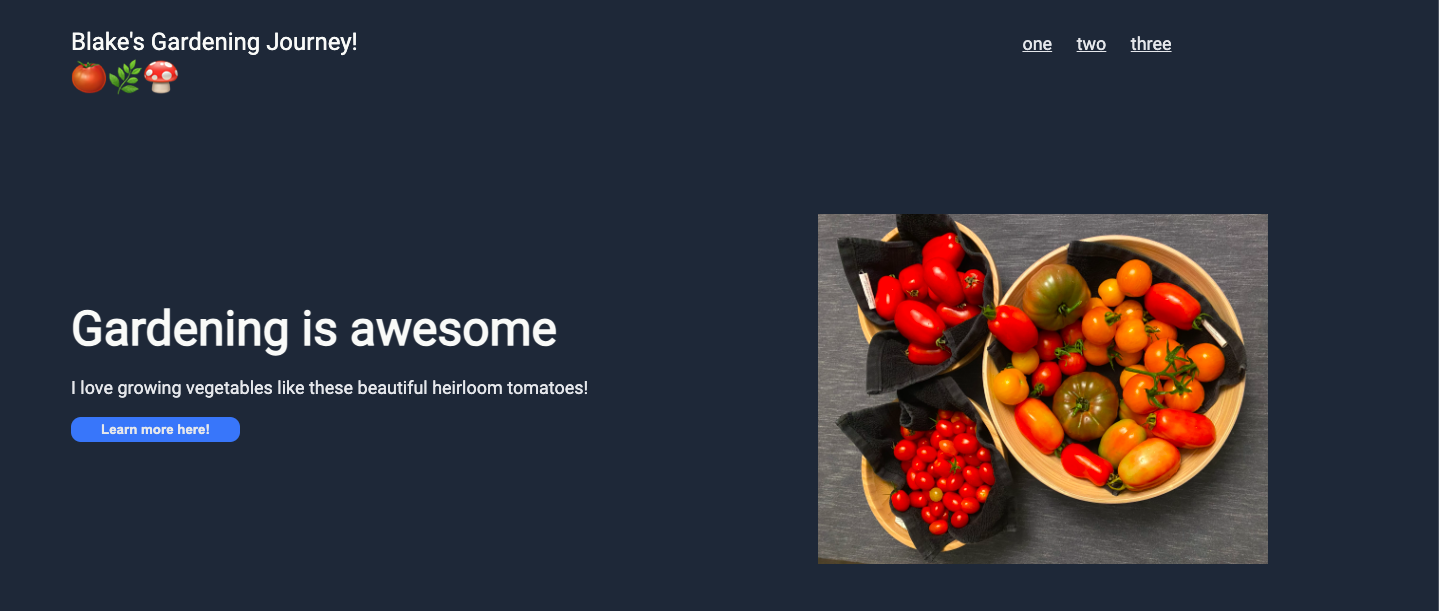 Blake's Gardening Journey!
🍅🌿🍄
one two three
Gardening is awesome
I love growing vegetables like these beautiful heirloom tomatoes!
Learn more here!